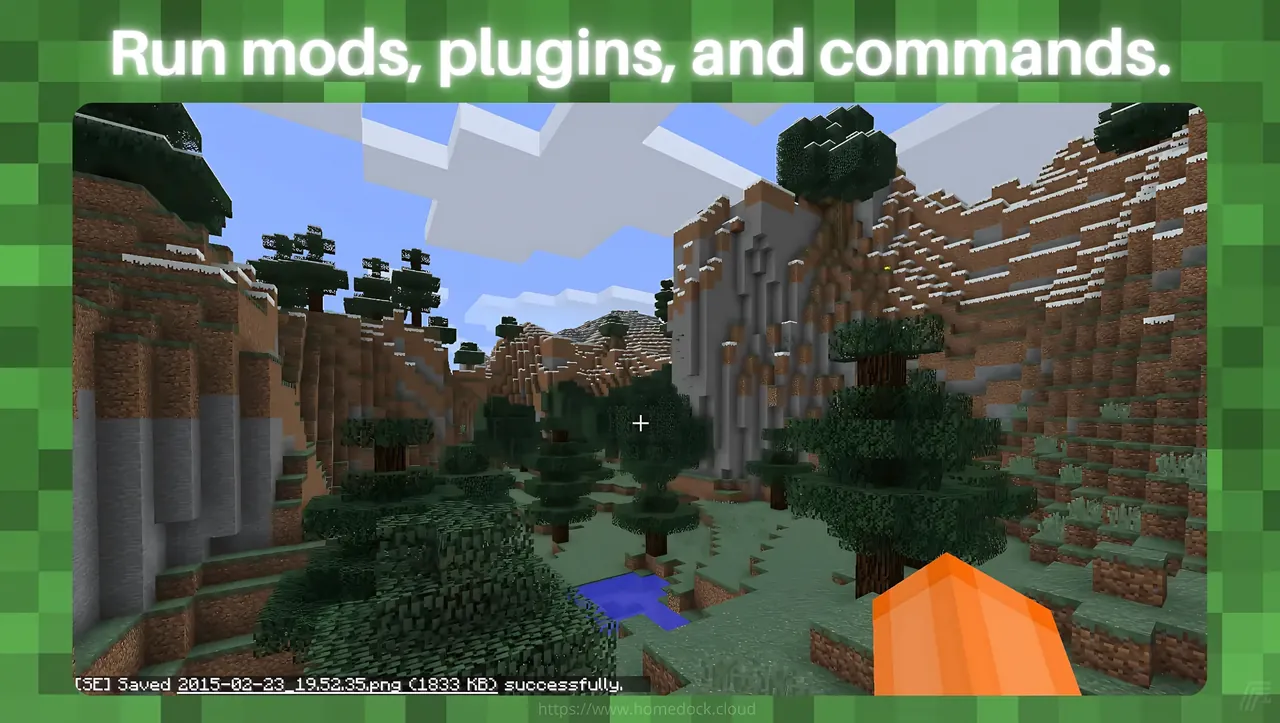 Run mods, plugins, and commands.
[SE] Saved 2015-02-23_19.52.35.png (1833 KB) successfully.
https://www.homedock.cloud